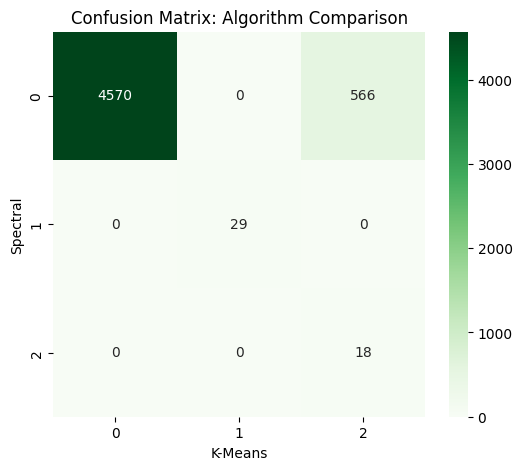 Confusion Matrix: Algorithm Comparison
4570 0 566
0 29 0
0 0 18
0
1
2
Spectral
0 1 2
K-Means
4000
3000
2000
1000
0